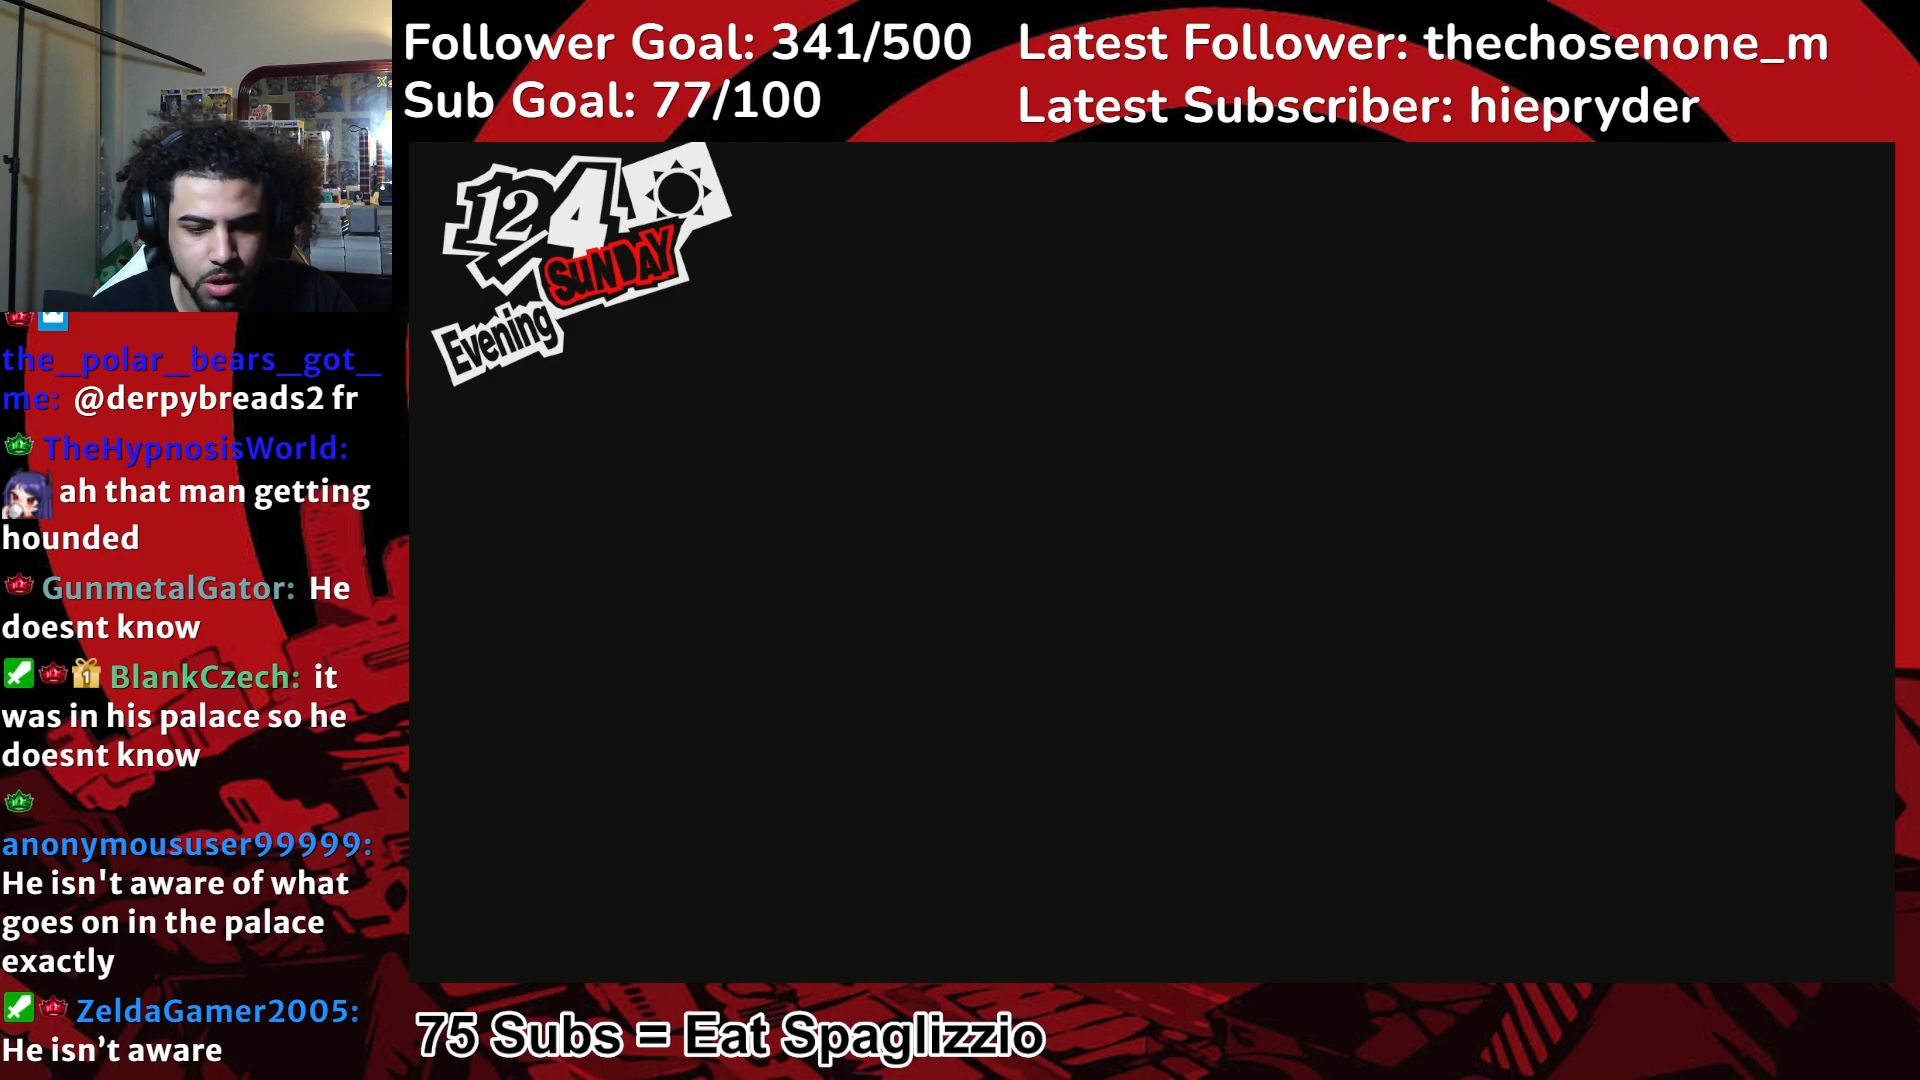 Follower Goal: 341/500
Sub Goal: 77/100
Latest Follower: thechosenone_m
Latest Subscriber: hiepryder
12 4
SUNDAY
Evening
the__polar__bears__got__
me: @derpybreads2 fr
TheHypnosisWorld:
ah that man getting
hounded
GunmetalGator: He
doesnt know
1 BlankCzech: it
was in his palace so he
doesnt know
anonymoususer99999:
He isn't aware of what
goes on in the palace
exactly
ZeldaGamer2005:
He isn’t aware
75 Subs = Eat Spaglizzio